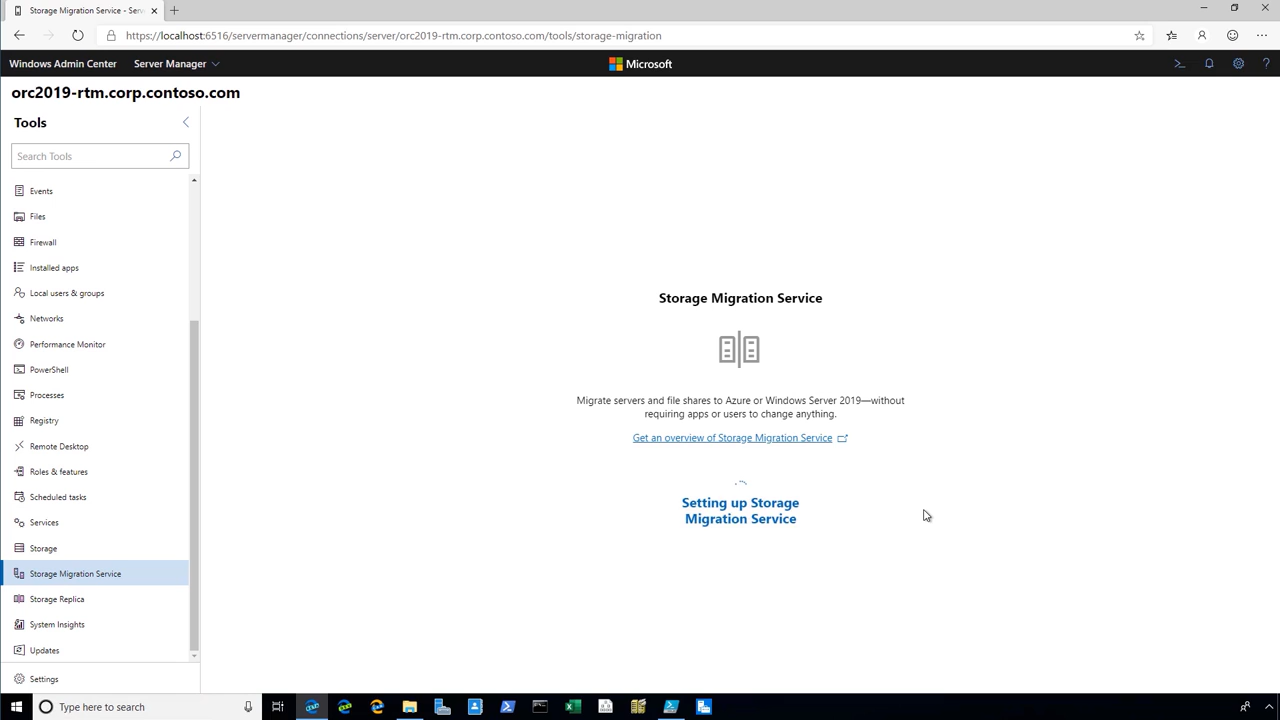 Storage Migration Service - Serv
https://localhost:6516/servermanager/connections/server/orc2019-rtm.corp.contoso.com/tools/storage-migration
Windows Admin Center
Server Manager
Microsoft
orc2019-rtm.corp.contoso.com
Tools
Search Tools
Events
Files
Firewall
Installed apps
Local users & groups
Networks
Performance Monitor
PowerShell
Processes
Registry
Remote Desktop
Roles & features
Scheduled tasks
Services
Storage
Storage Migration Service
Storage Replica
System Insights
Updates
Settings
Storage Migration Service
Migrate servers and file shares to Azure or Windows Server 2019—without
requiring apps or users to change anything.
Get an overview of Storage Migration Service
Setting up Storage
Migration Service
Type here to search